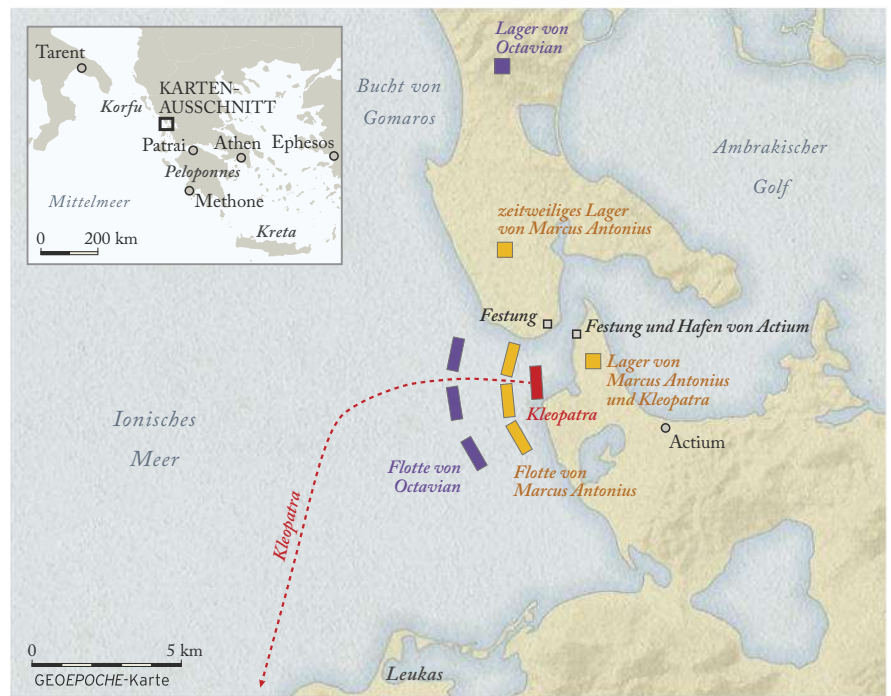 Tarent
Korfu
KARTEN-
AUSSCHNITT
Patrai
Athen
Ephesos
Peloponnes
Methone
Mittelmeer
Kreta
0
200 km
Lager von
Octavian
Bucht von
Gomaros
Ambrakischer
Golf
zeitweiliges Lager
von Marcus Antonius
Festung
Festung und Hafen von Actium
Lager von
Marcus Antonius
und Kleopatra
Kleopatra
Ionisches
Meer
Actium
Flotte von
Octavian
Flotte von
Marcus Antonius
Kleopatra
0
5 km
GEOEPOCHE-Karte
Leukas